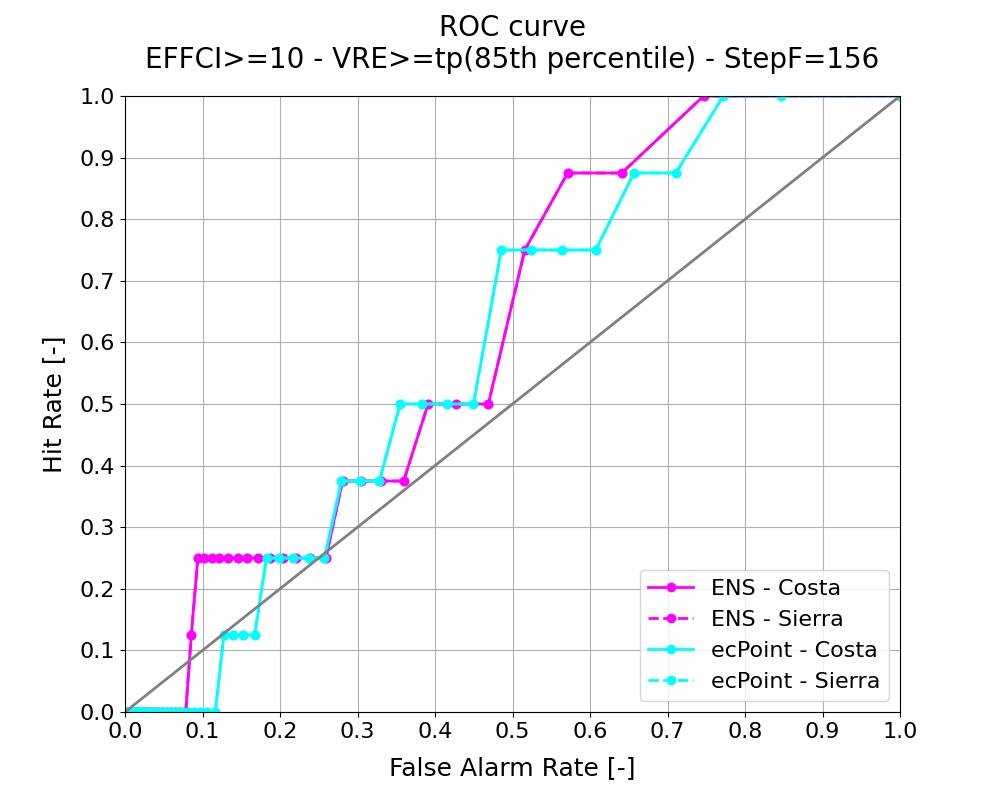 ROC curve
EFFCI>=10 - VRE>=tp(85th percentile) - StepF=156
1.0
0.9
0.8
0.7
0.6
0.5
0.4
0.3
0.2
0.1
0.0
Hit Rate [-]
ENS - Costa
ENS - Sierra
ecPoint - Costa
ecPoint - Sierra
0.0 0.1 0.2 0.3 0.4 0.5 0.6 0.7 0.8 0.9 1.0
False Alarm Rate [-]